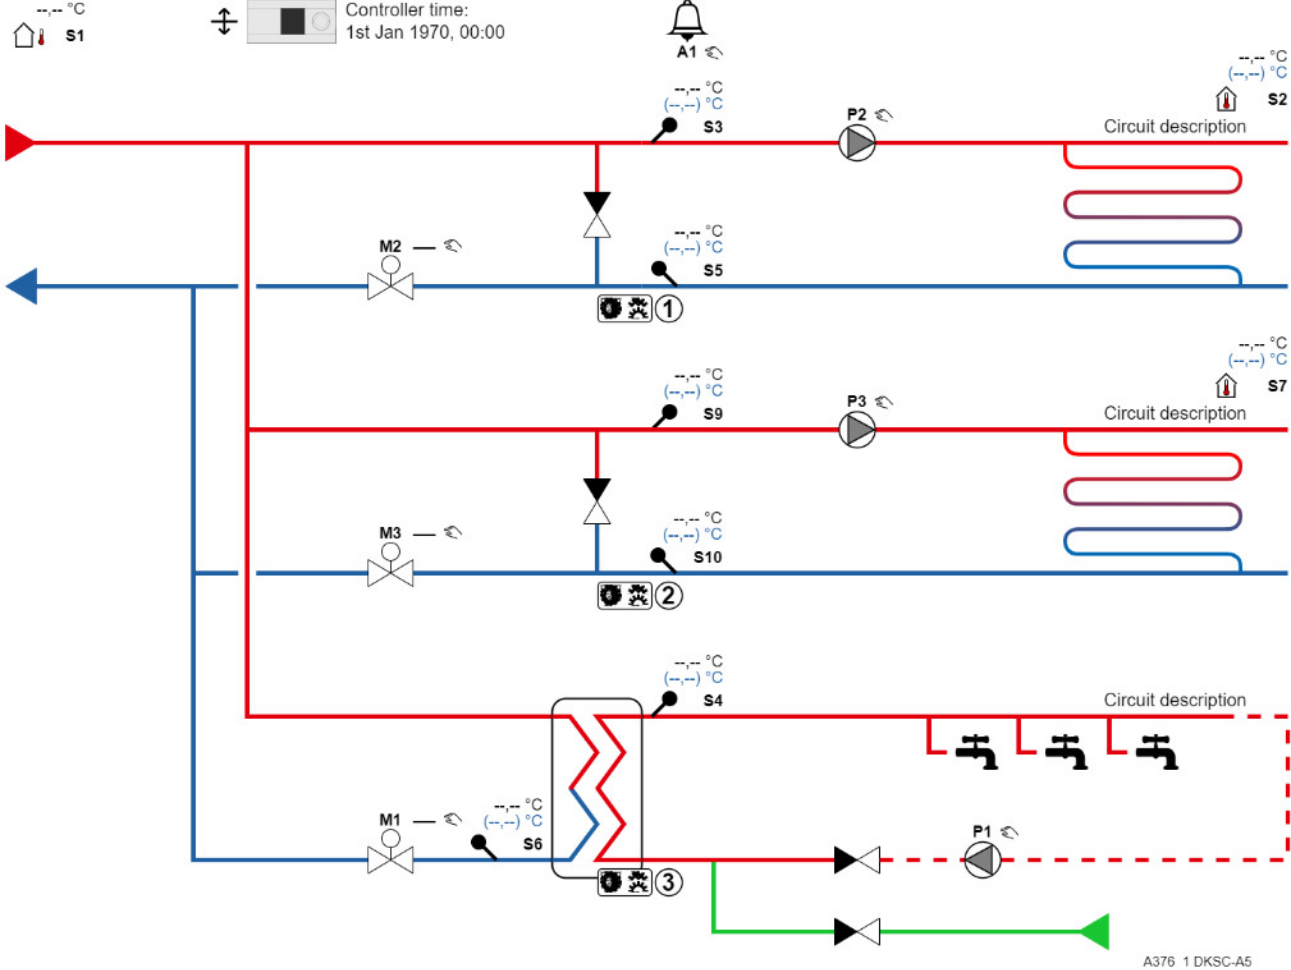 --,-- °C
S1
Controller time:
1st Jan 1970, 00:00
A1
--,-- °C
(--,--) °C
S3
P2
--,-- °C
(--,--) °C
S2
Circuit description
M2
--,-- °C
(--,--) °C
S5
1
--,-- °C
(--,--) °C
S9
P3
--,-- °C
(--,--) °C
S7
Circuit description
M3
--,-- °C
(--,--) °C
S10
2
--,-- °C
(--,--) °C
S4
Circuit description
M1
--,-- °C
(--,--) °C
S6
P1
3
A376 1 DKSC-A5